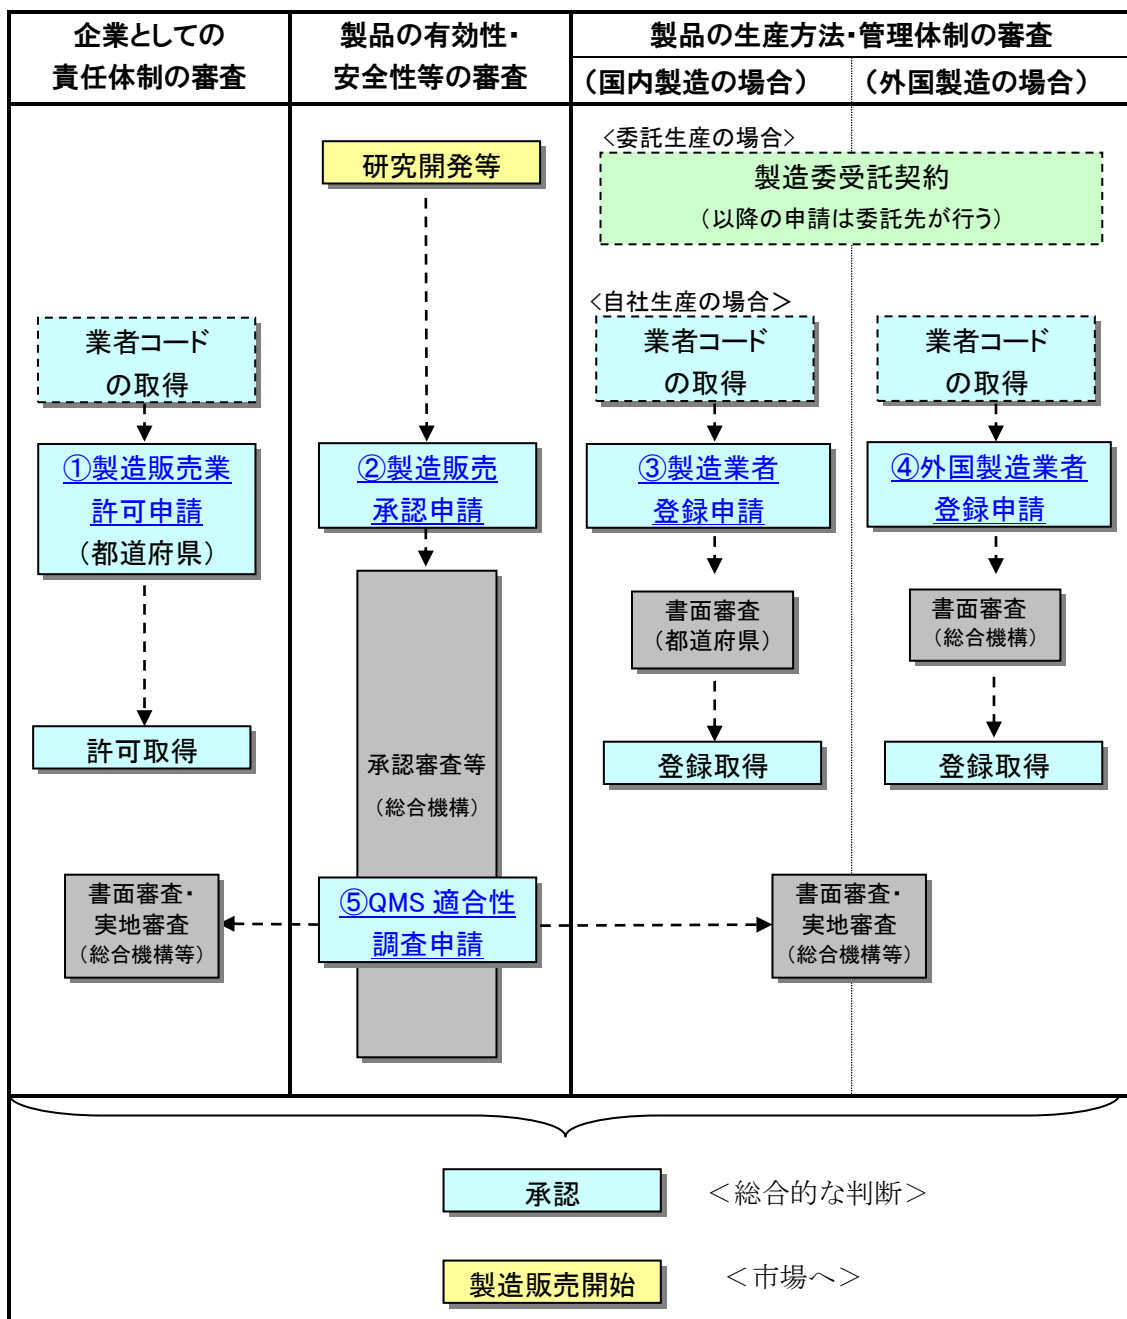 企業としての
責任体制の審査
製品の有効性・
安全性等の審査
製品の生産方法・管理体制の審査
（国内製造の場合）
（外国製造の場合）
<委託生産の場合>
製造委受託契約
（以降の申請は委託先が行う）
研究開発等
<自社生産の場合＞
業者コード
の取得
業者コード
の取得
業者コード
の取得
①製造販売業
許可申請
（都道府県）
②製造販売
承認申請
③製造業者
登録申請
④外国製造業者
登録申請
書面審査
（都道府県）
書面審査
（総合機構）
許可取得
承認審査等
（総合機構）
登録取得
登録取得
書面審査・
実地審査
（総合機構等）
⑤QMS 適合性
調査申請
書面審査・
実地審査
（総合機構等）
承認
＜総合的な判断＞
製造販売開始
＜市場へ＞